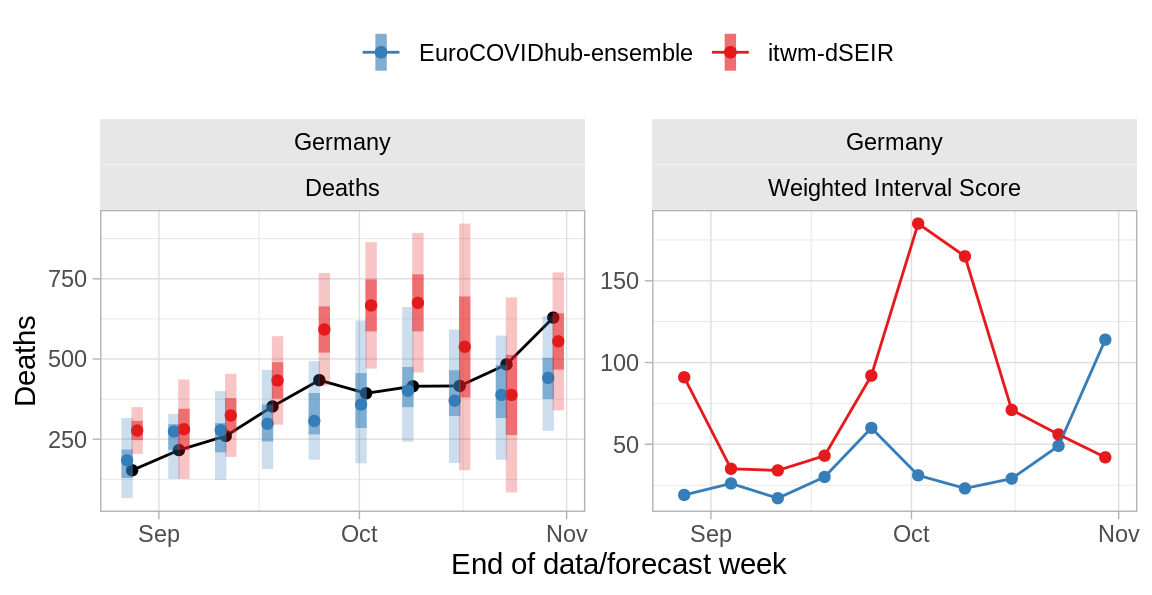 EuroCOVIDhub-ensemble itwm-dSEIR
Germany
Deaths
Deaths
750
500
250
Sep Oct Nov
Germany
Weighted Interval Score
150
100
50
Sep Oct Nov
End of data/forecast week